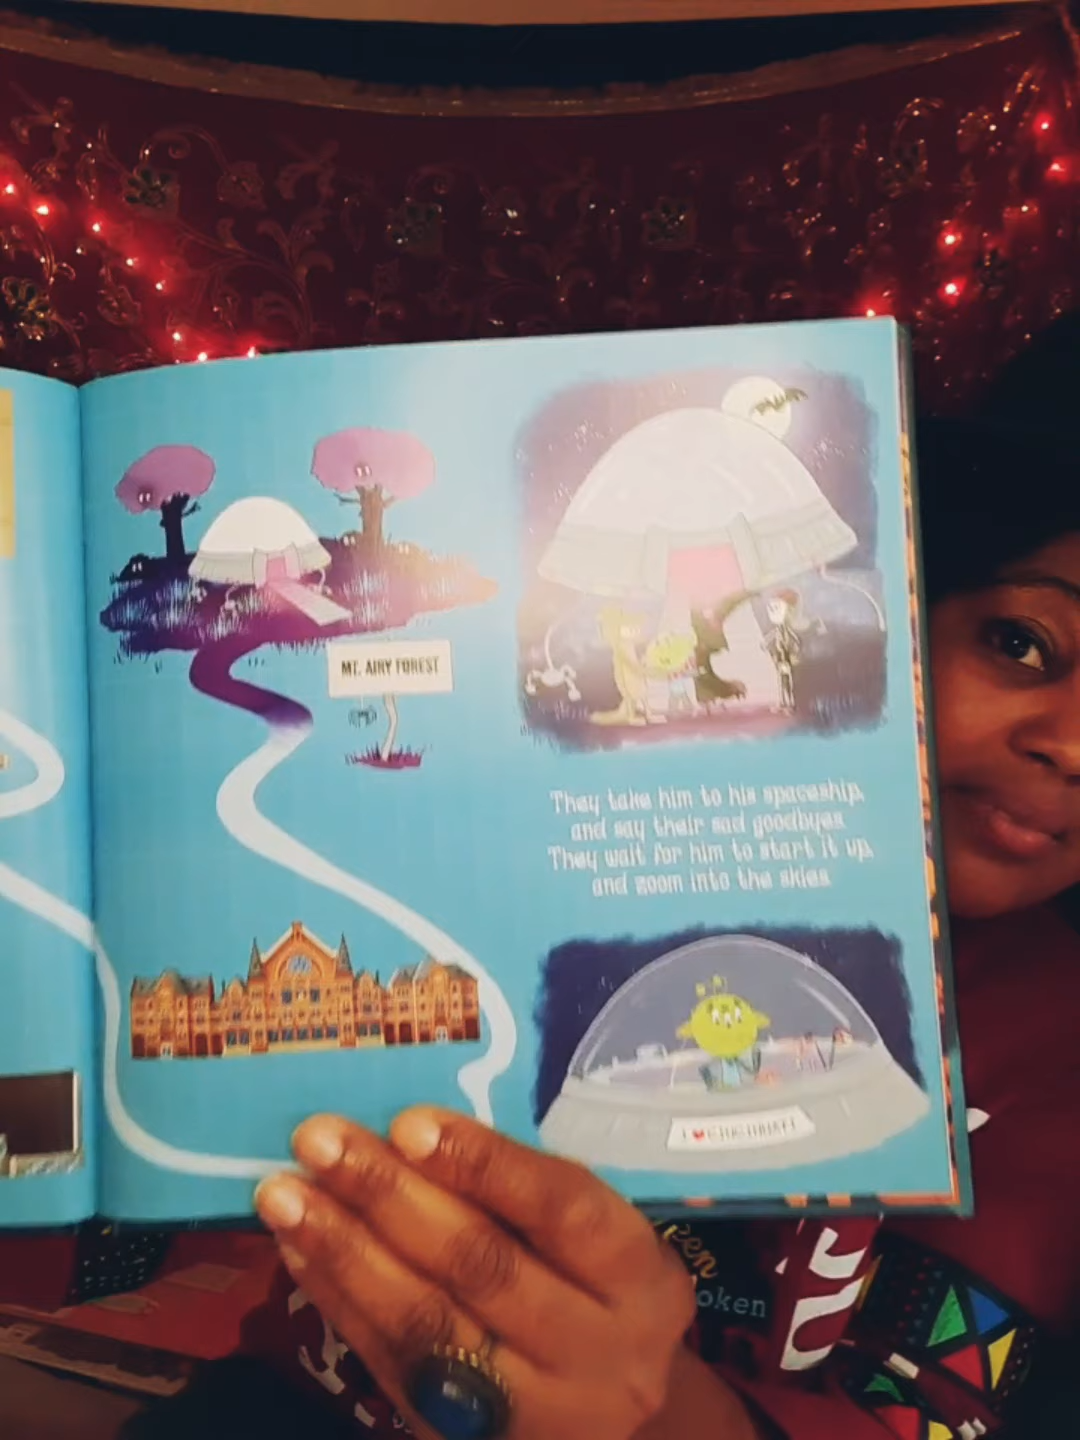 MT. AIRY FOREST
They take him to his spaceship,
and say their sad goodbyes.
They wait for him to start it up,
and zoom into the skies.
I ♥ CINCINNATI
oken